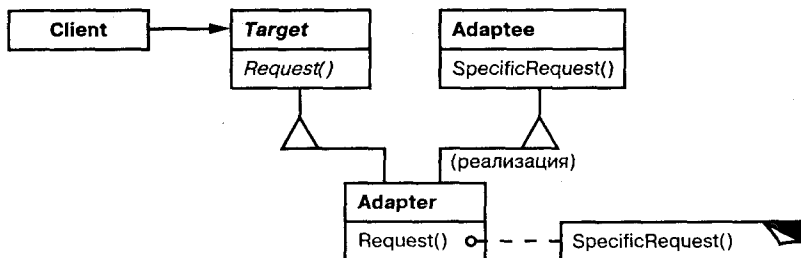 Client
Target
Request()
Adaptee
SpecificRequest()
(реализация)
Adapter
Request()
SpecificRequest()